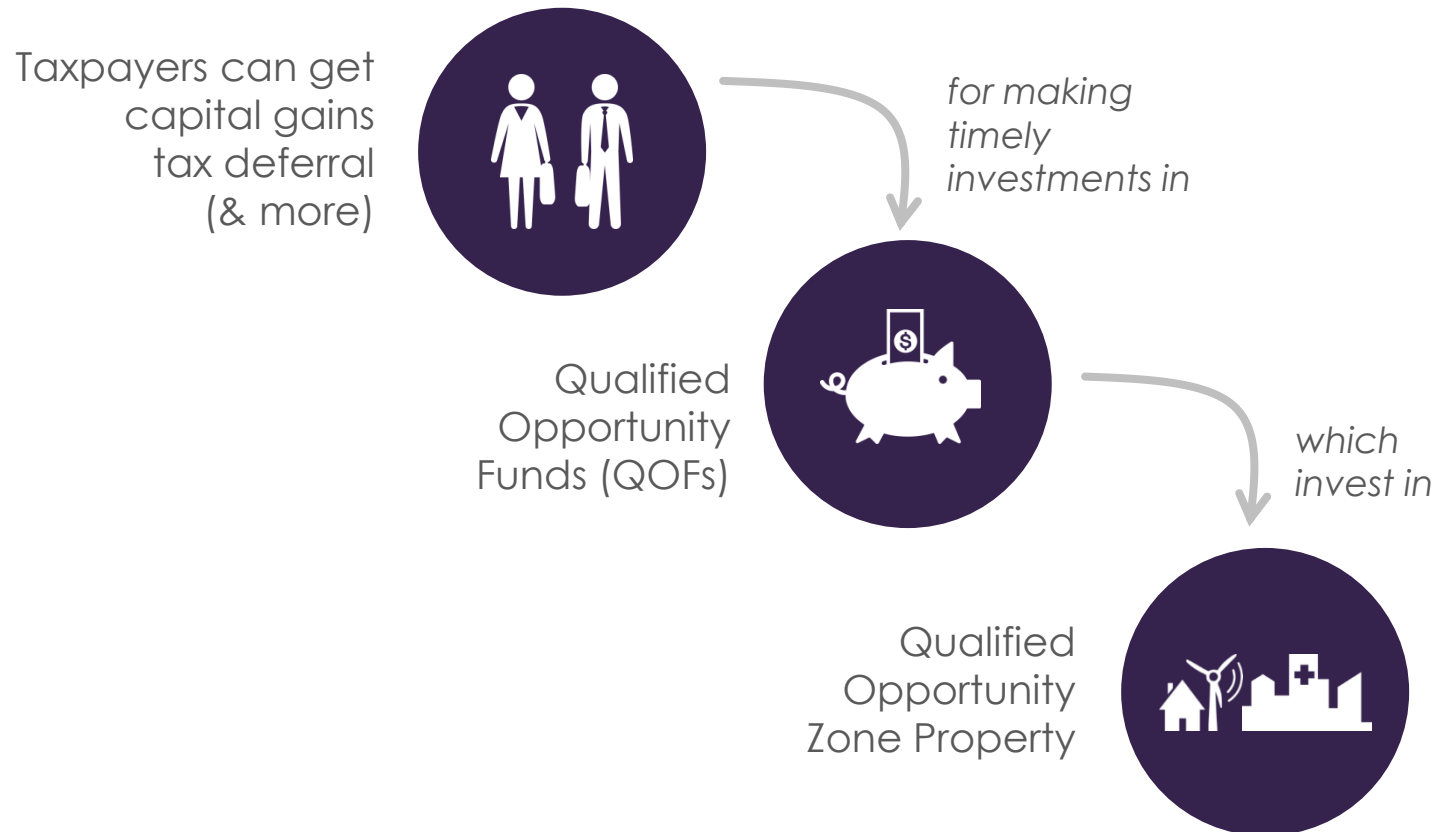 Taxpayers can get
capital gains
tax deferral
(& more)
for making
timely
investments in
$
Qualified
Opportunity
Funds (QOFs)
which
invest in
Qualified
Opportunity
Zone Property